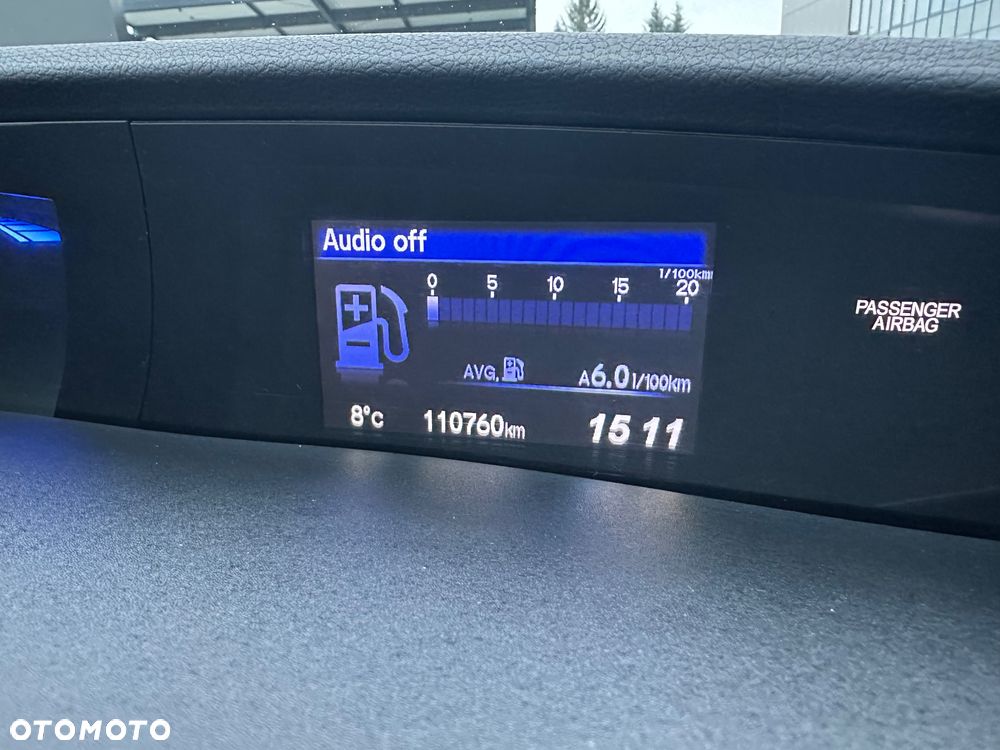 Audio off
l/100km
0 5 10 15 20
AVG. A6.0 l/100km
8°C 110760km 15 11
PASSENGER
AIRBAG
OTOMOTO